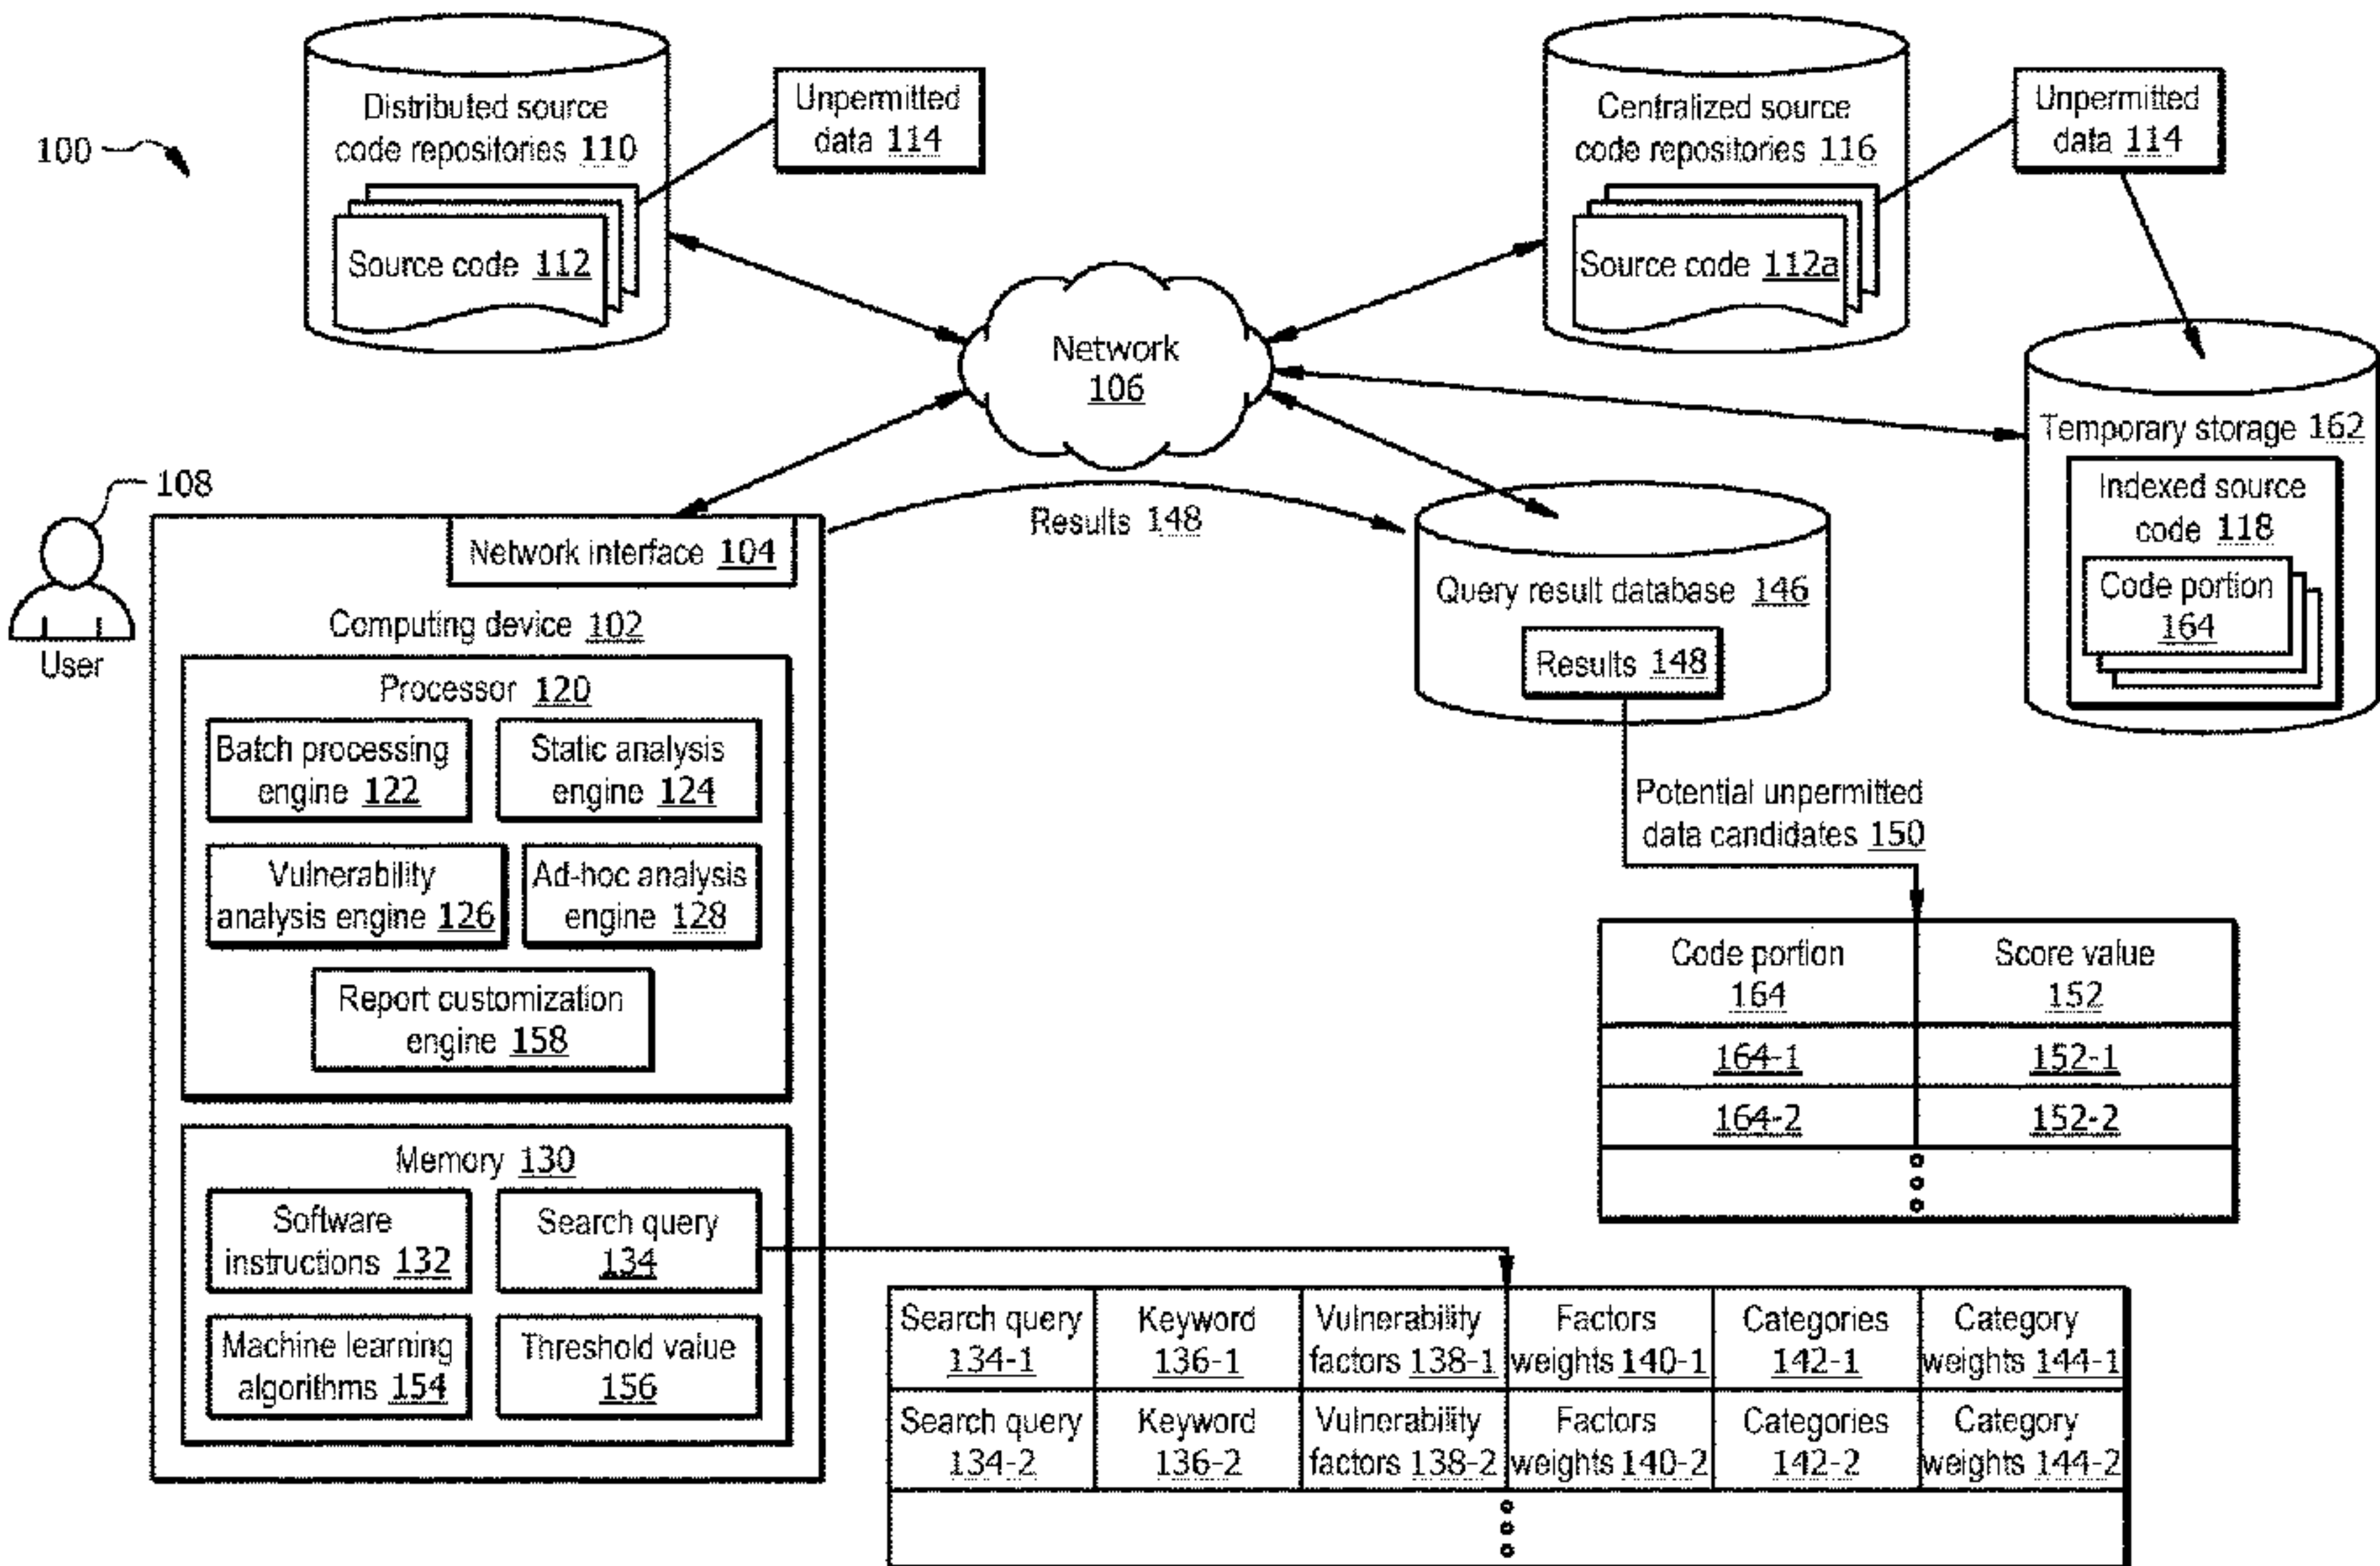 100
Distributed source
code repositories 110
Source code 112
Unpermitted
data 114
Centralized source
code repositories 116
Source code 112a
Unpermitted
data 114
Network
106
Temporary storage 162
Indexed source
code 118
Code portion
164
108
User
Network interface 104
Results 148
Query result database 146
Results 148
Computing device 102
Processor 120
Batch processing
engine 122
Static analysis
engine 124
Vulnerability
analysis engine 126
Ad-hoc analysis
engine 128
Report customization
engine 158
Potential unpermitted
data candidates 150
Code portion
164
Score value
152
164-1
152-1
164-2
152-2
Memory 130
Software
instructions 132
Search query
134
Machine learning
algorithms 154
Threshold value
156
Search query
134-1
Keyword
136-1
Vulnerability
factors 138-1
Factors
weights 140-1
Categories
142-1
Category
weights 144-1
Search query
134-2
Keyword
136-2
Vulnerability
factors 138-2
Factors
weights 140-2
Categories
142-2
Category
weights 144-2